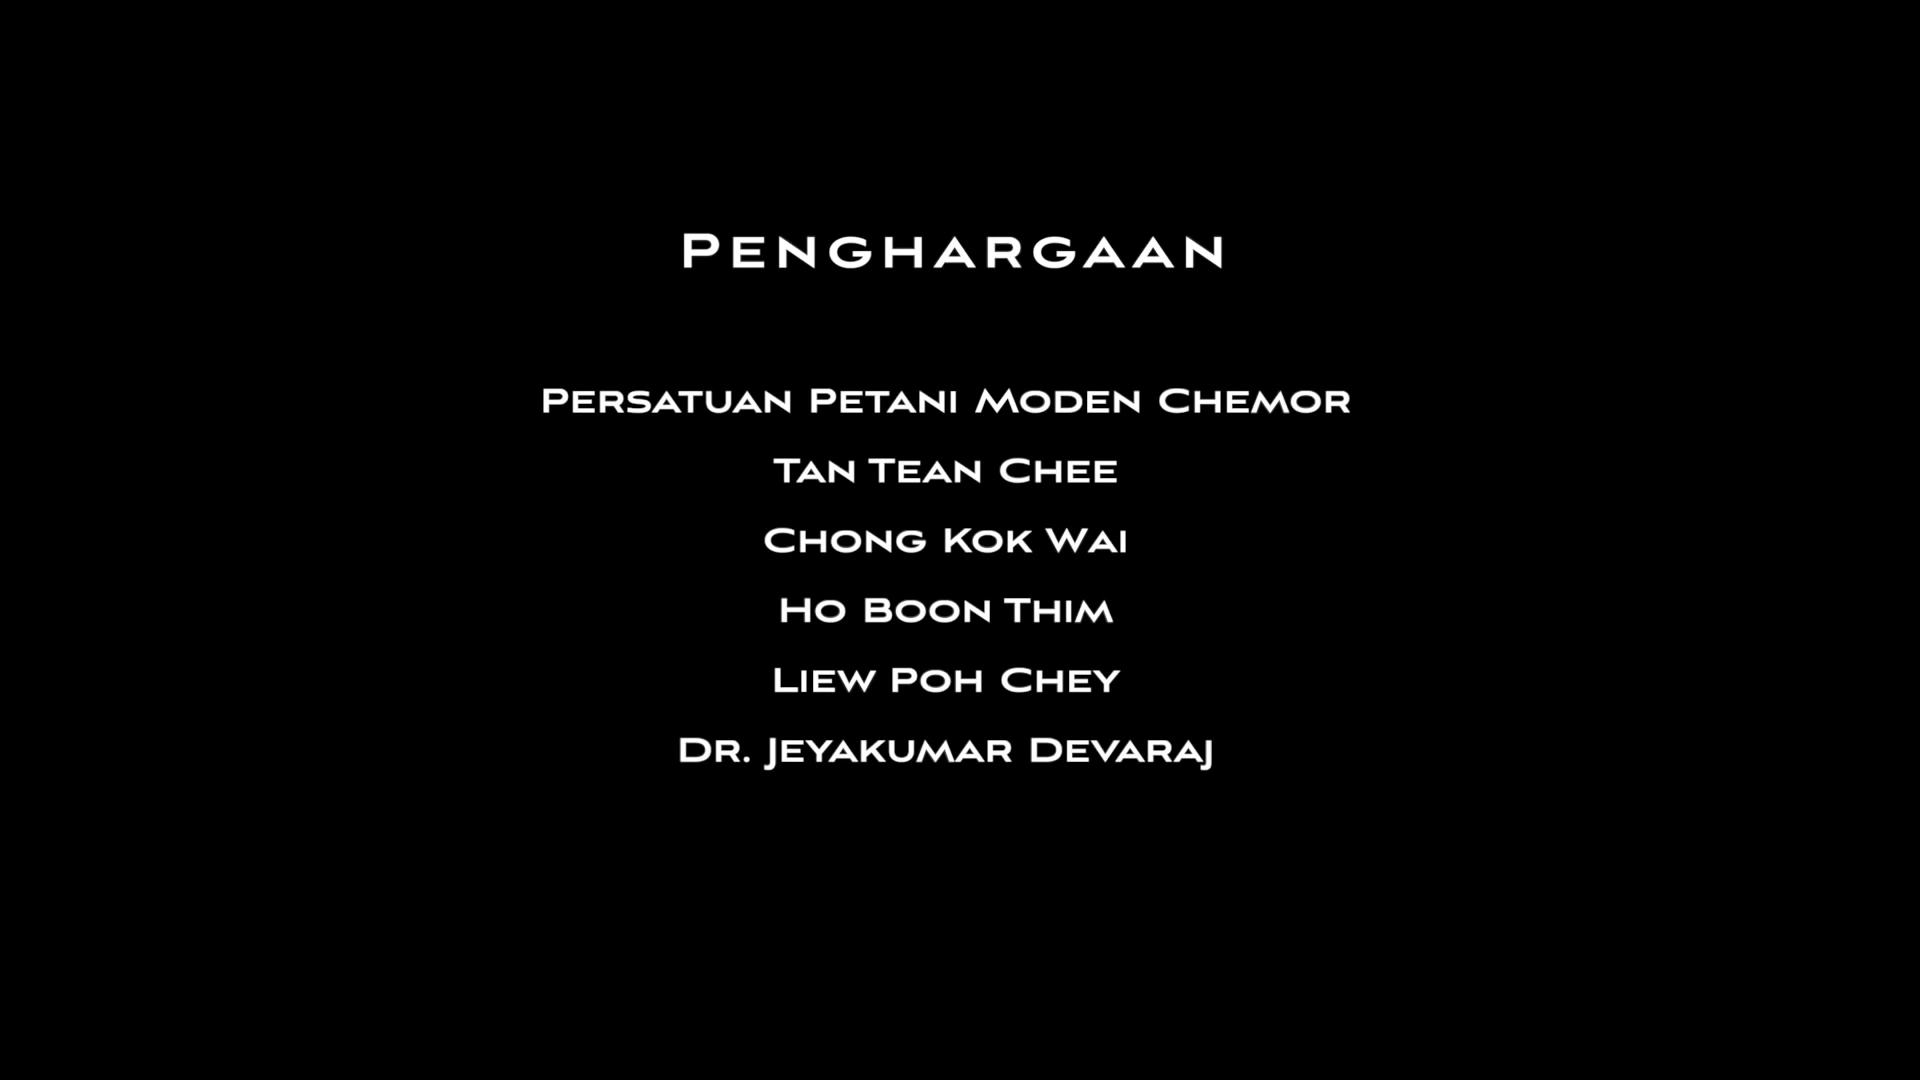 Penghargaan
Persatuan Petani Moden Chemor
Tan Tean Chee
Chong Kok Wai
Ho Boon Thim
Liew Poh Chey
Dr. Jeyakumar Devaraj